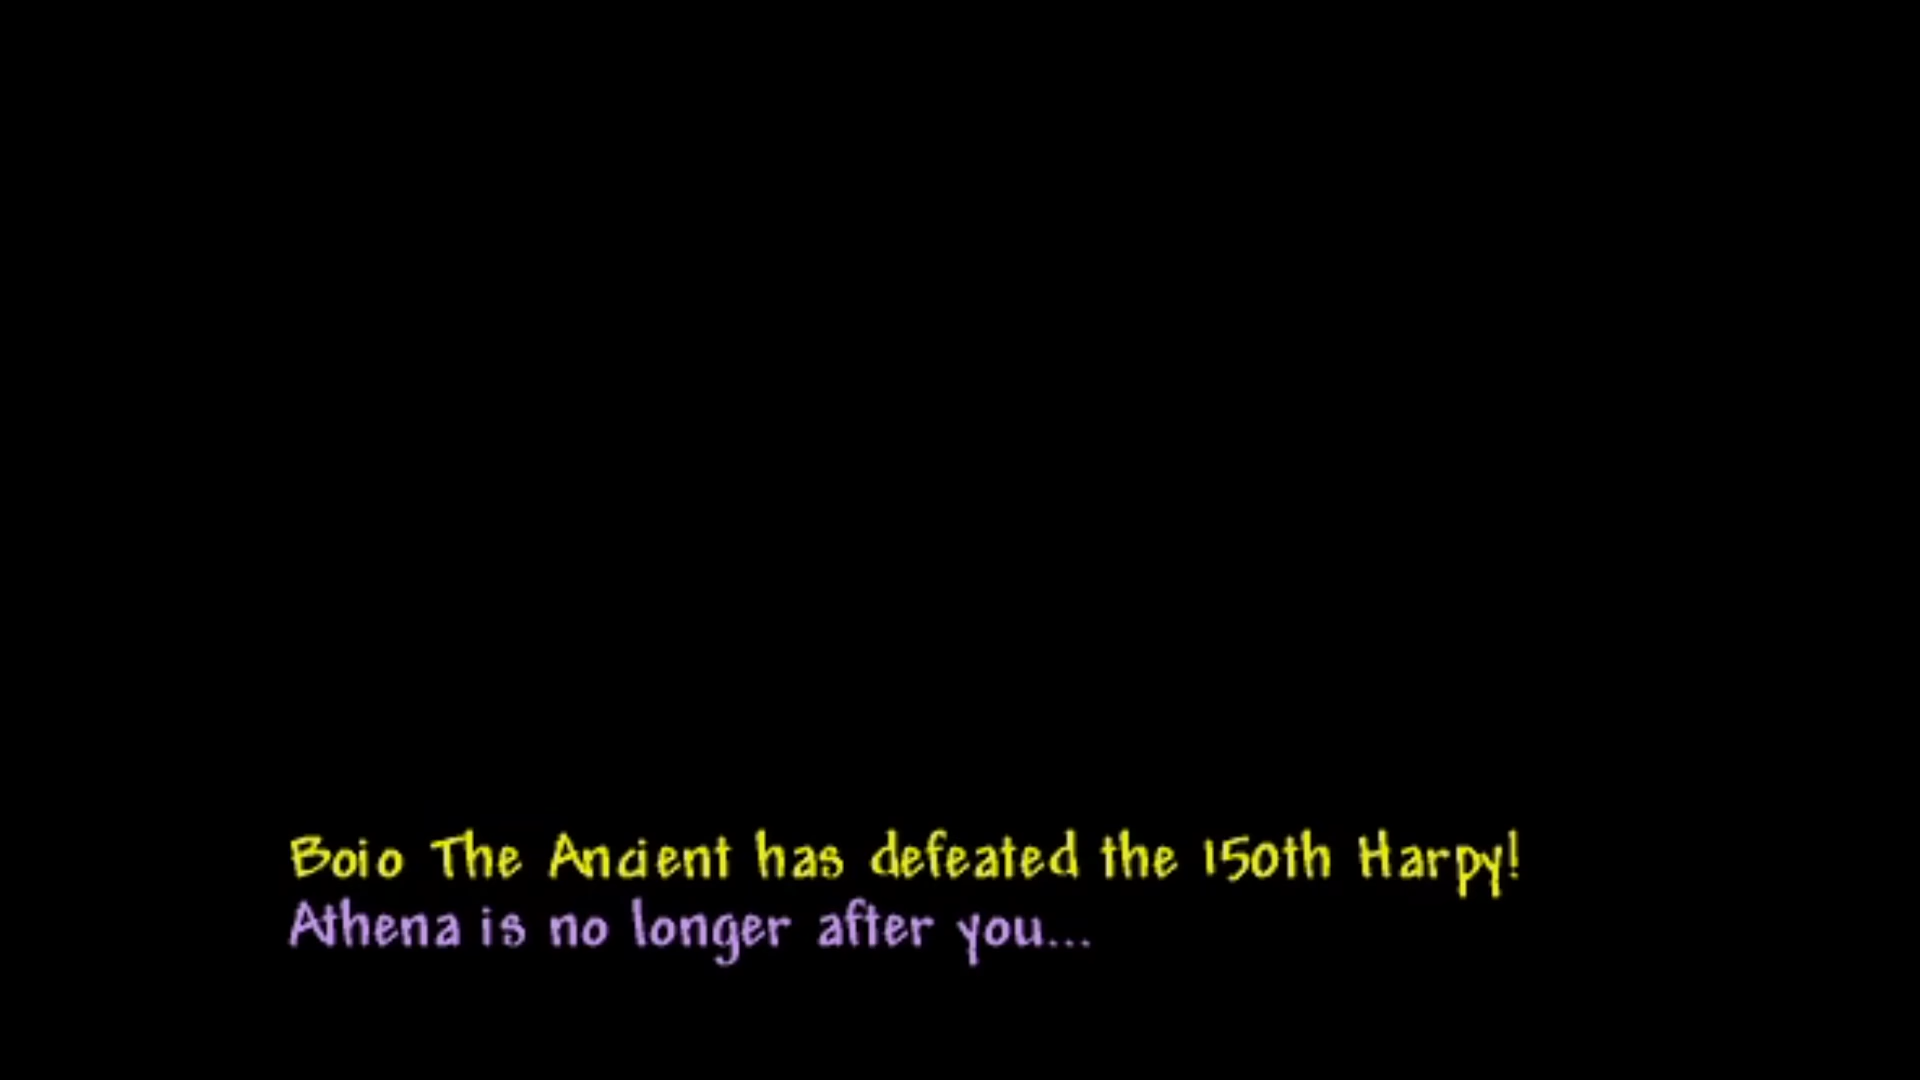 Boio The Ancient has defeated the 150th Harpy!
Athena is no longer after you...